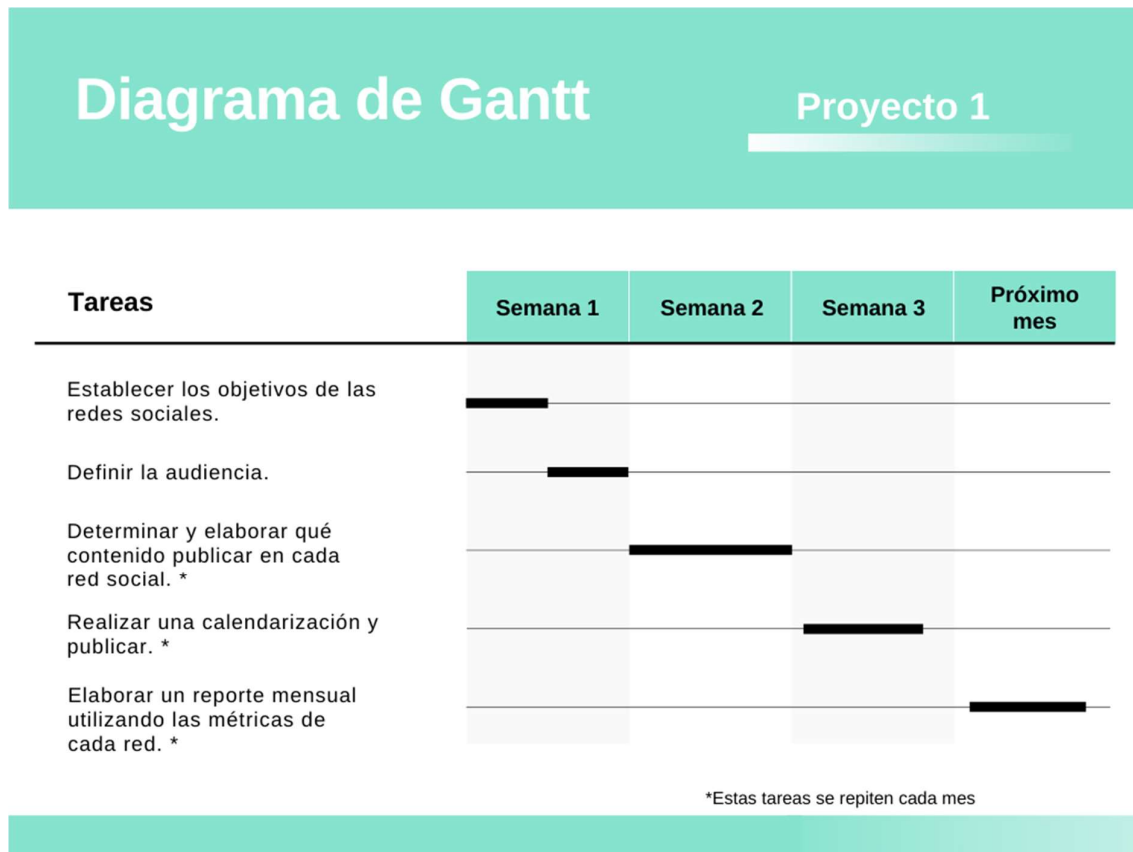 Diagrama de Gantt
Proyecto 1
Tareas
Semana 1
Semana 2
Semana 3
Próximo
mes
Establecer los objetivos de las
redes sociales.
Definir la audiencia.
Determinar y elaborar qué
contenido publicar en cada
red social. *
Realizar una calendarización y
publicar. *
Elaborar un reporte mensual
utilizando las métricas de
cada red. *
*Estas tareas se repiten cada mes